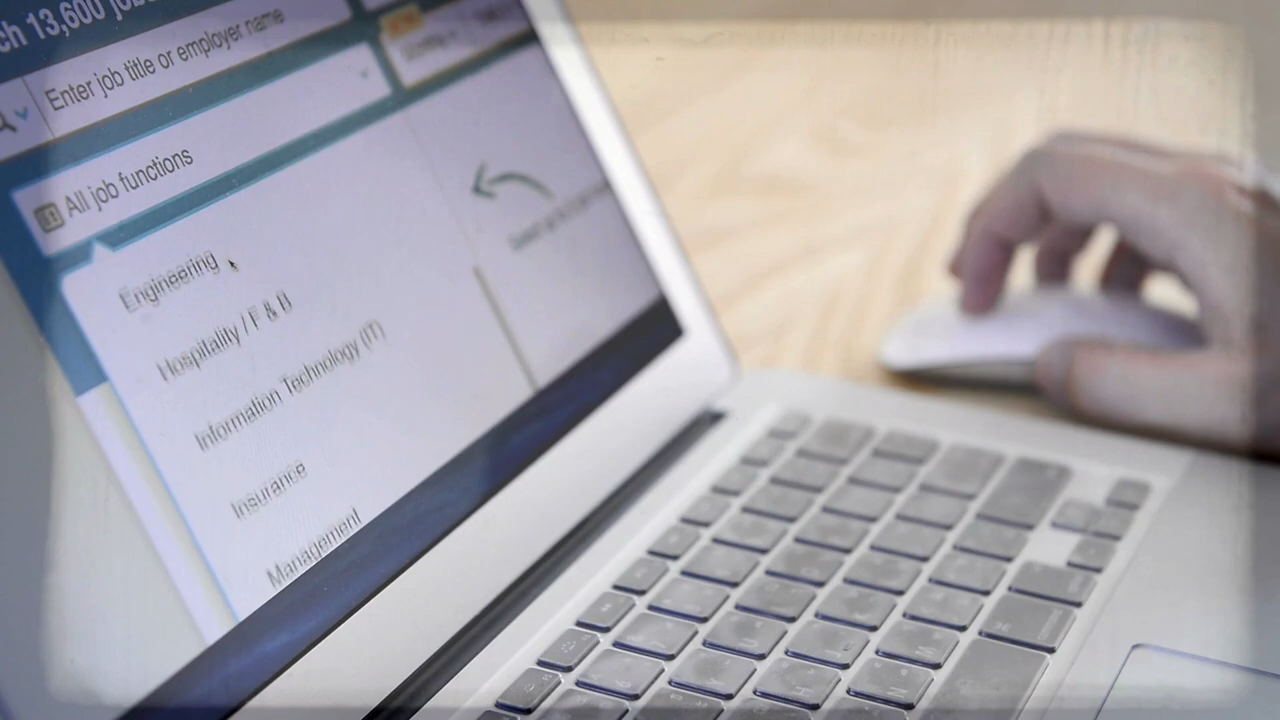 ch 13,600 jobs
Enter job title or employer name
All job functions
Engineering
Hospitality / F & B
Information Technology (IT)
Insurance
Management